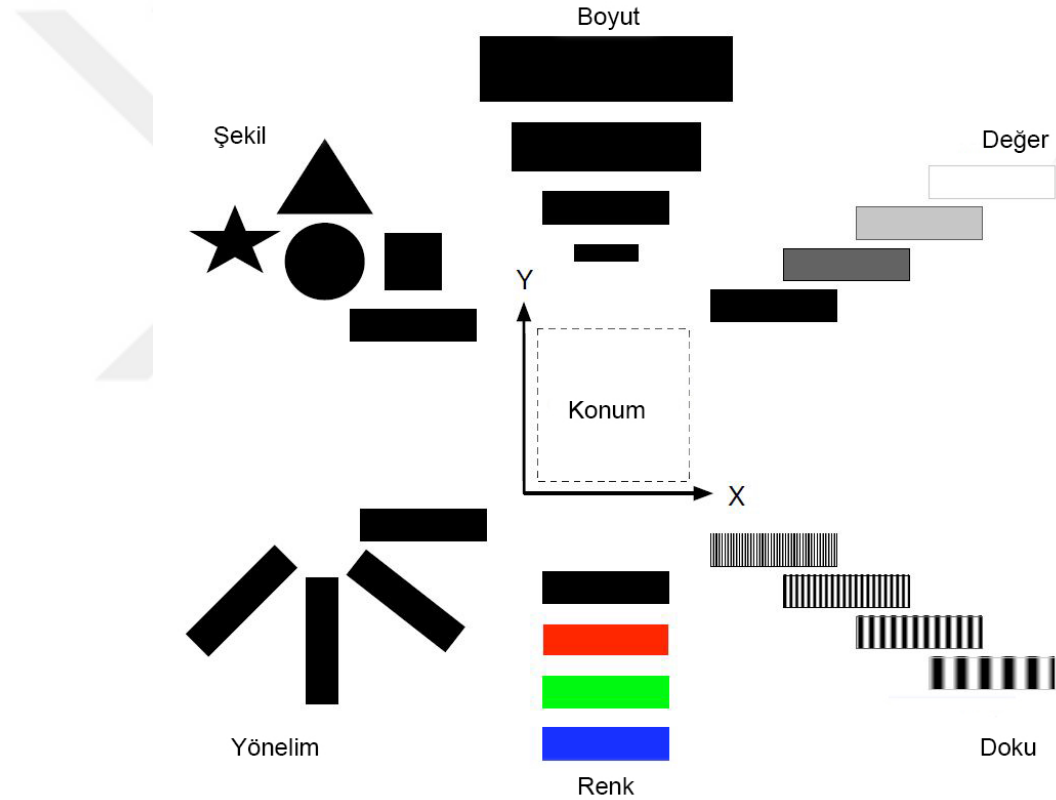 Boyut
Şekil
Değer
Y
Konum
X
Yönelim
Doku
Renk